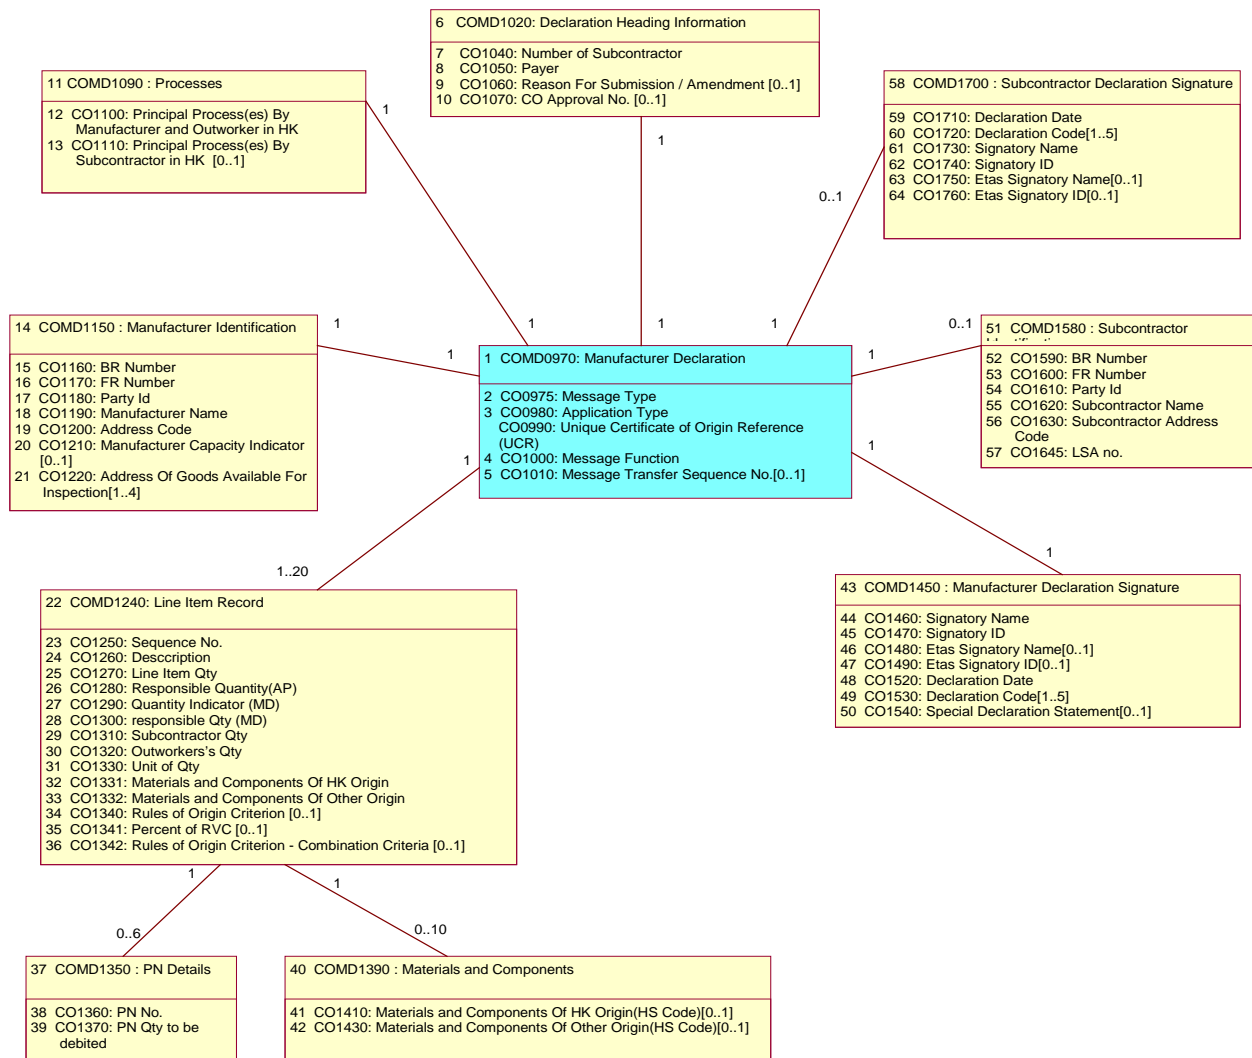 6 COMD1020: Declaration Heading Information
7 CO1040: Number of Subcontractor
8 CO1050: Payer
9 CO1060: Reason For Submission / Amendment [0..1]
10 CO1070: CO Approval No. [0..1]
11 COMD1090 : Processes
12 CO1100: Principal Process(es) By
Manufacturer and Outworker in HK
13 CO1110: Principal Process(es) By
Subcontractor in HK [0..1]
58 COMD1700 : Subcontractor Declaration Signature
59 CO1710: Declaration Date
60 CO1720: Declaration Code[1..5]
61 CO1730: Signatory Name
62 CO1740: Signatory ID
63 CO1750: Etas Signatory Name[0..1]
64 CO1760: Etas Signatory ID[0..1]
1
1
0..1
14 COMD1150 : Manufacturer Identification
15 CO1160: BR Number
16 CO1170: FR Number
17 CO1180: Party Id
18 CO1190: Manufacturer Name
19 CO1200: Address Code
20 CO1210: Manufacturer Capacity Indicator
[0..1]
21 CO1220: Address Of Goods Available For
Inspection[1..4]
1
1
1
1
1
1
0..1
1
1 COMD0970: Manufacturer Declaration
2 CO0975: Message Type
3 CO0980: Application Type
CO0990: Unique Certificate of Origin Reference
(UCR)
4 CO1000: Message Function
5 CO1010: Message Transfer Sequence No.[0..1]
51 COMD1580 : Subcontractor
52 CO1590: BR Number
53 CO1600: FR Number
54 CO1610: Party Id
55 CO1620: Subcontractor Name
56 CO1630: Subcontractor Address
Code
57 CO1645: LSA no.
1
1
1..20
1
22 COMD1240: Line Item Record
23 CO1250: Sequence No.
24 CO1260: Desccription
25 CO1270: Line Item Qty
26 CO1280: Responsible Quantity(AP)
27 CO1290: Quantity Indicator (MD)
28 CO1300: responsible Qty (MD)
29 CO1310: Subcontractor Qty
30 CO1320: Outworkers's Qty
31 CO1330: Unit of Qty
32 CO1331: Materials and Components Of HK Origin
33 CO1332: Materials and Components Of Other Origin
34 CO1340: Rules of Origin Criterion [0..1]
35 CO1341: Percent of RVC [0..1]
36 CO1342: Rules of Origin Criterion - Combination Criteria [0..1]
43 COMD1450 : Manufacturer Declaration Signature
44 CO1460: Signatory Name
45 CO1470: Signatory ID
46 CO1480: Etas Signatory Name[0..1]
47 CO1490: Etas Signatory ID[0..1]
48 CO1520: Declaration Date
49 CO1530: Declaration Code[1..5]
50 CO1540: Special Declaration Statement[0..1]
1
1
0..6
0..10
37 COMD1350 : PN Details
38 CO1360: PN No.
39 CO1370: PN Qty to be
debited
40 COMD1390 : Materials and Components
41 CO1410: Materials and Components Of HK Origin(HS Code)[0..1]
42 CO1430: Materials and Components Of Other Origin(HS Code)[0..1]